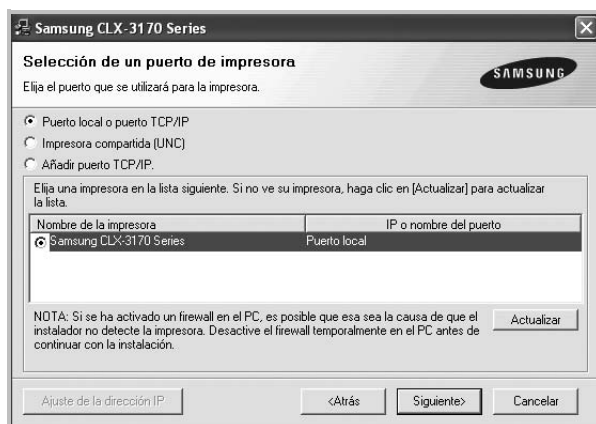 Samsung CLX-3170 Series
Selección de un puerto de impresora
Elija el puerto que se utilizará para la impresora.
SAMSUNG
Puerto local o puerto TCP/IP
Impresora compartida (UNC)
Añadir puerto TCP/IP.
Elija una impresora en la lista siguiente. Si no ve su impresora, haga clic en [Actualizar] para actualizar
la lista.
Nombre de la impresora IP o nombre del puerto
Samsung CLX-3170 Series Puerto local
NOTA: Si se ha activado un firewall en el PC, es posible que esa sea la causa de que el
instalador no detecte la impresora. Desactive el firewall temporalmente en el PC antes de
continuar con la instalación.
Actualizar
Ajuste de la dirección IP <Atrás Siguiente> Cancelar